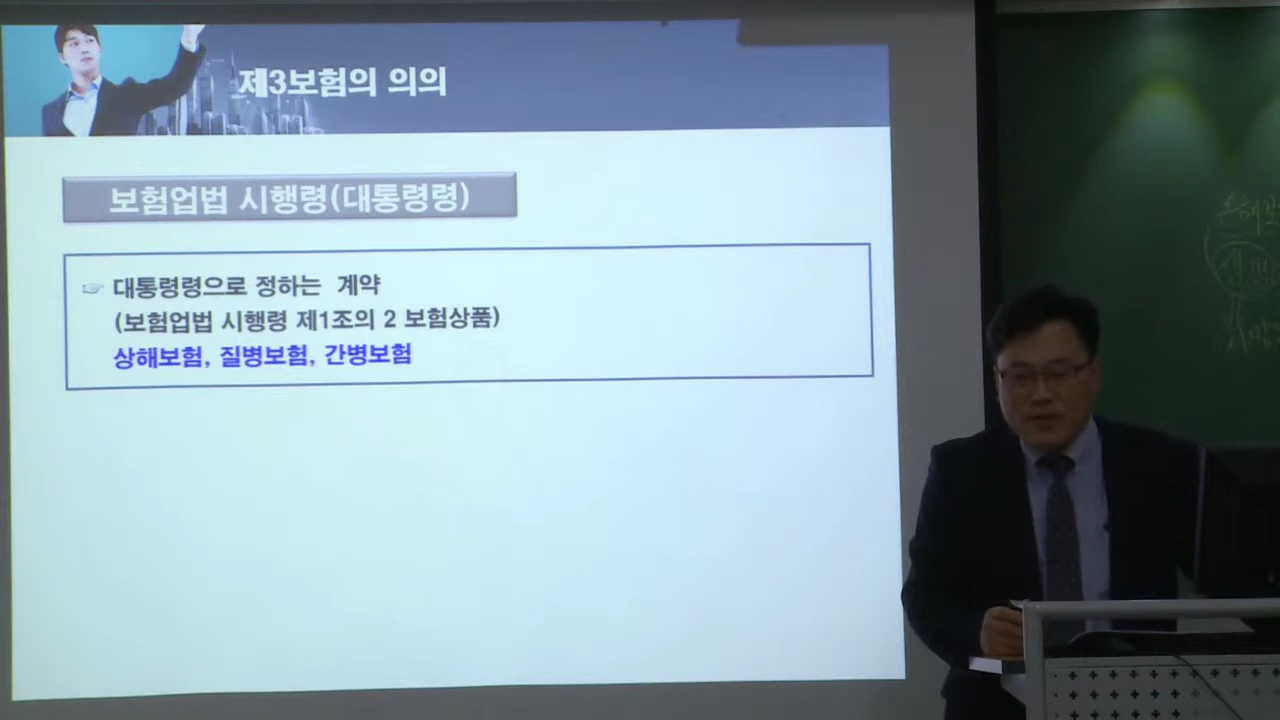 제3보험의 의의
보험업법 시행령(대통령령)
☞ 대통령령으로 정하는 계약
(보험업법 시행령 제1조의 2 보험상품)
상해보험, 질병보험, 간병보험